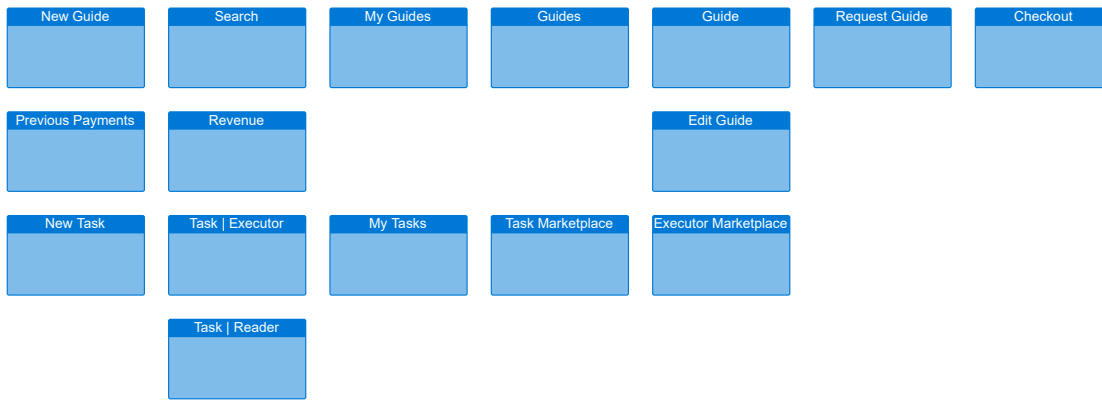 New Guide
Search
My Guides
Guides
Guide
Request Guide
Checkout
Previous Payments
Revenue
Edit Guide
New Task
Task | Executor
My Tasks
Task Marketplace
Executor Marketplace
Task | Reader